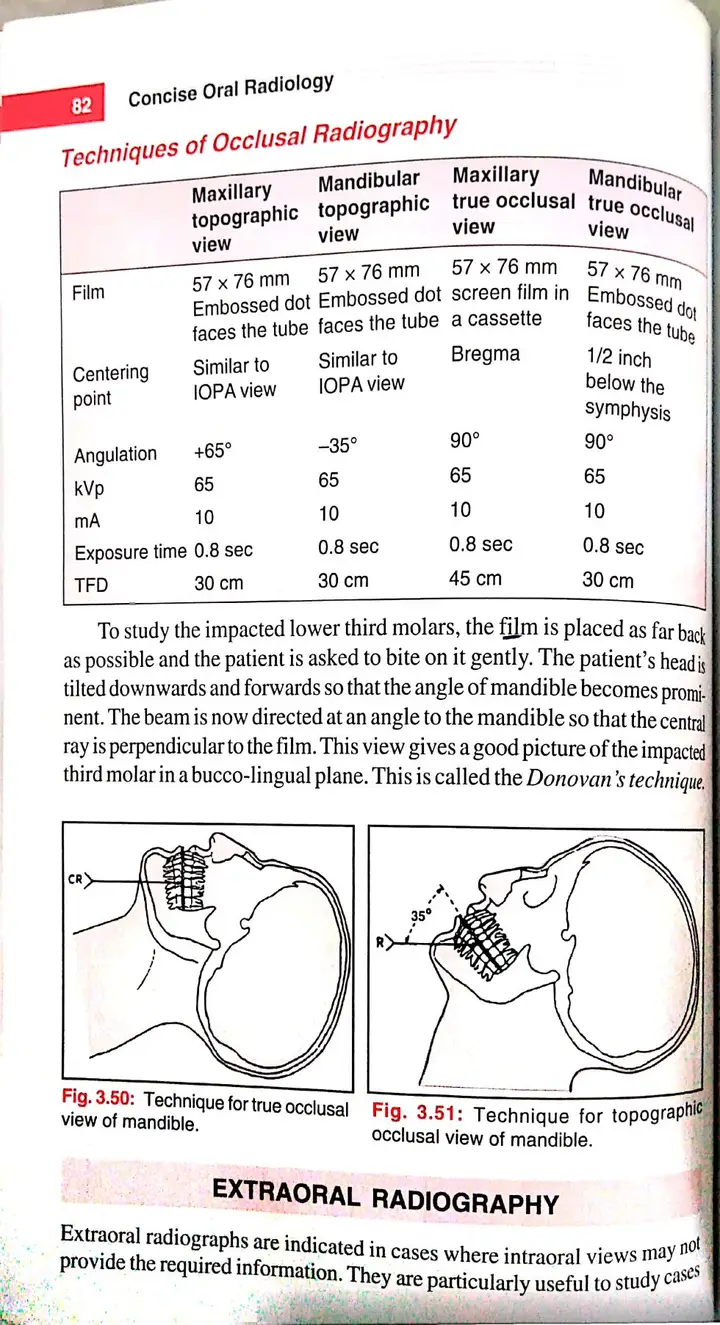 82
Concise Oral Radiology
Techniques of Occlusal Radiography
Maxillary topographic view Mandibular topographic view Maxillary true occlusal view Mandibular true occlusal view
Film 57 x 76 mm Embossed dot faces the tube 57 x 76 mm Embossed dot faces the tube 57 x 76 mm screen film in a cassette 57 x 76 mm Embossed dot faces the tube
Centering point Similar to IOPA view Similar to IOPA view Bregma 1/2 inch below the symphysis
Angulation +65° –35° 90° 90°
kVp 65 65 65 65
mA 10 10 10 10
Exposure time 0.8 sec 0.8 sec 0.8 sec 0.8 sec
TFD 30 cm 30 cm 45 cm 30 cm
To study the impacted lower third molars, the film is placed as far back
as possible and the patient is asked to bite on it gently. The patient's head is
tilted downwards and forwards so that the angle of mandible becomes promi-
nent. The beam is now directed at an angle to the mandible so that the central
ray is perpendicular to the film. This view gives a good picture of the impacted
third molar in a bucco-lingual plane. This is called the Donovan's technique.
CR
35°
R
Fig. 3.50: Technique for true occlusal
view of mandible.
Fig. 3.51: Technique for topographic
occlusal view of mandible.
EXTRAORAL RADIOGRAPHY
Extraoral radiographs are indicated in cases where intraoral views may not
provide the required information. They are particularly useful to study cases